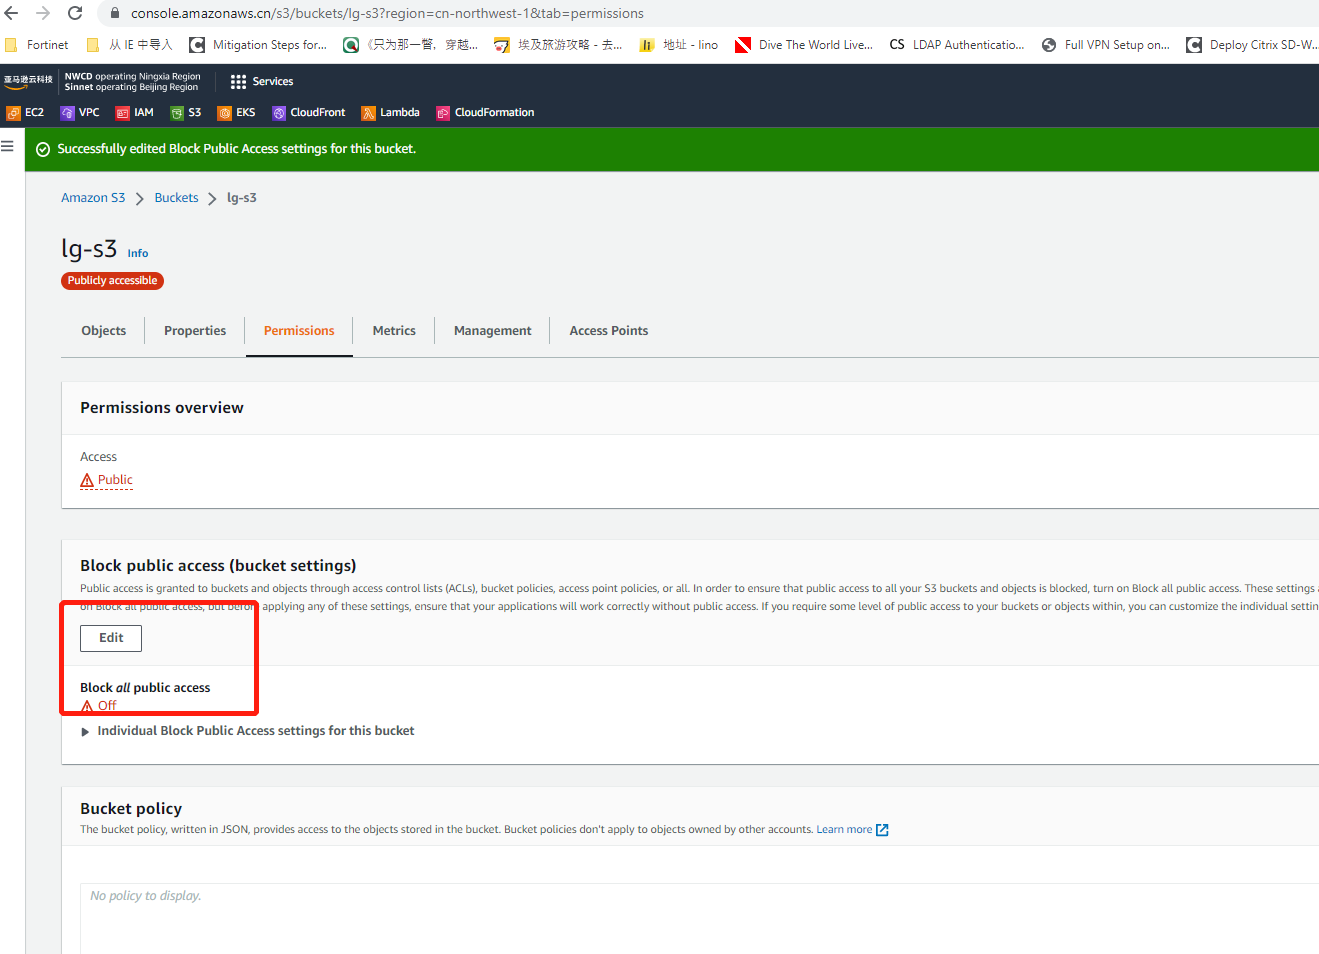 console.amazonaws.cn/s3/buckets/lg-s3?region=cn-northwest-1&tab=permissions
Fortinet 从 IE 中导入 Mitigation Steps for... 《只为那一瞥，穿越... 埃及旅游攻略 - 去... 地址 - lino Dive The World Live... CS LDAP Authenticatio... Full VPN Setup on... Deploy Citrix SD-W...
亚马逊云科技 NWCD operating Ningxia Region
Sinnet operating Beijing Region
Services
EC2 VPC IAM S3 EKS CloudFront Lambda CloudFormation
Successfully edited Block Public Access settings for this bucket.
Amazon S3 Buckets lg-s3
lg-s3 Info
Publicly accessible
Objects Properties Permissions Metrics Management Access Points
Permissions overview
Access
Public
Block public access (bucket settings)
Public access is granted to buckets and objects through access control lists (ACLs), bucket policies, access point policies, or all. In order to ensure that public access to all your S3 buckets and objects is blocked, turn on Block all public access. These settings a
on Block all public access, but before applying any of these settings, ensure that your applications will work correctly without public access. If you require some level of public access to your buckets or objects within, you can customize the individual settin
Edit
Block all public access
Off
Individual Block Public Access settings for this bucket
Bucket policy
The bucket policy, written in JSON, provides access to the objects stored in the bucket. Bucket policies don't apply to objects owned by other accounts. Learn more
No policy to display.